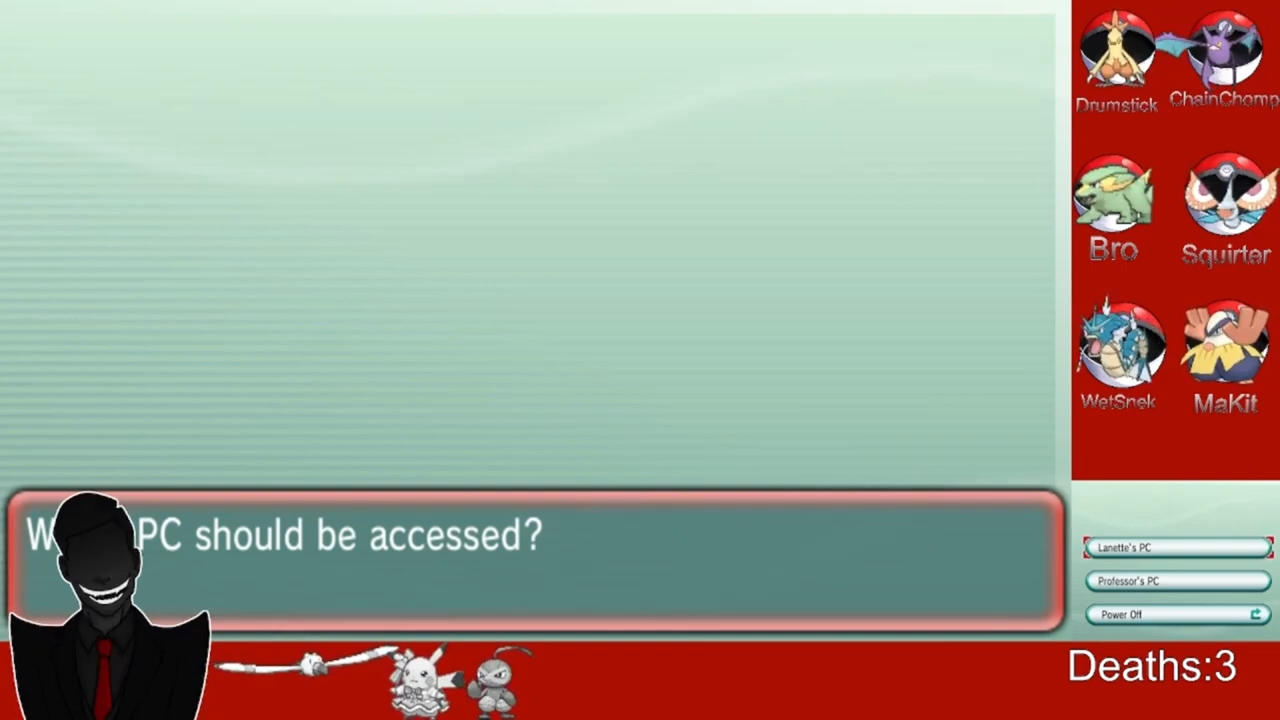 Drumstick ChainChomp
Bro Squirter
WetSnek MaKit
W PC should be accessed?
Lanette's PC
Professor's PC
Power Off
Deaths:3